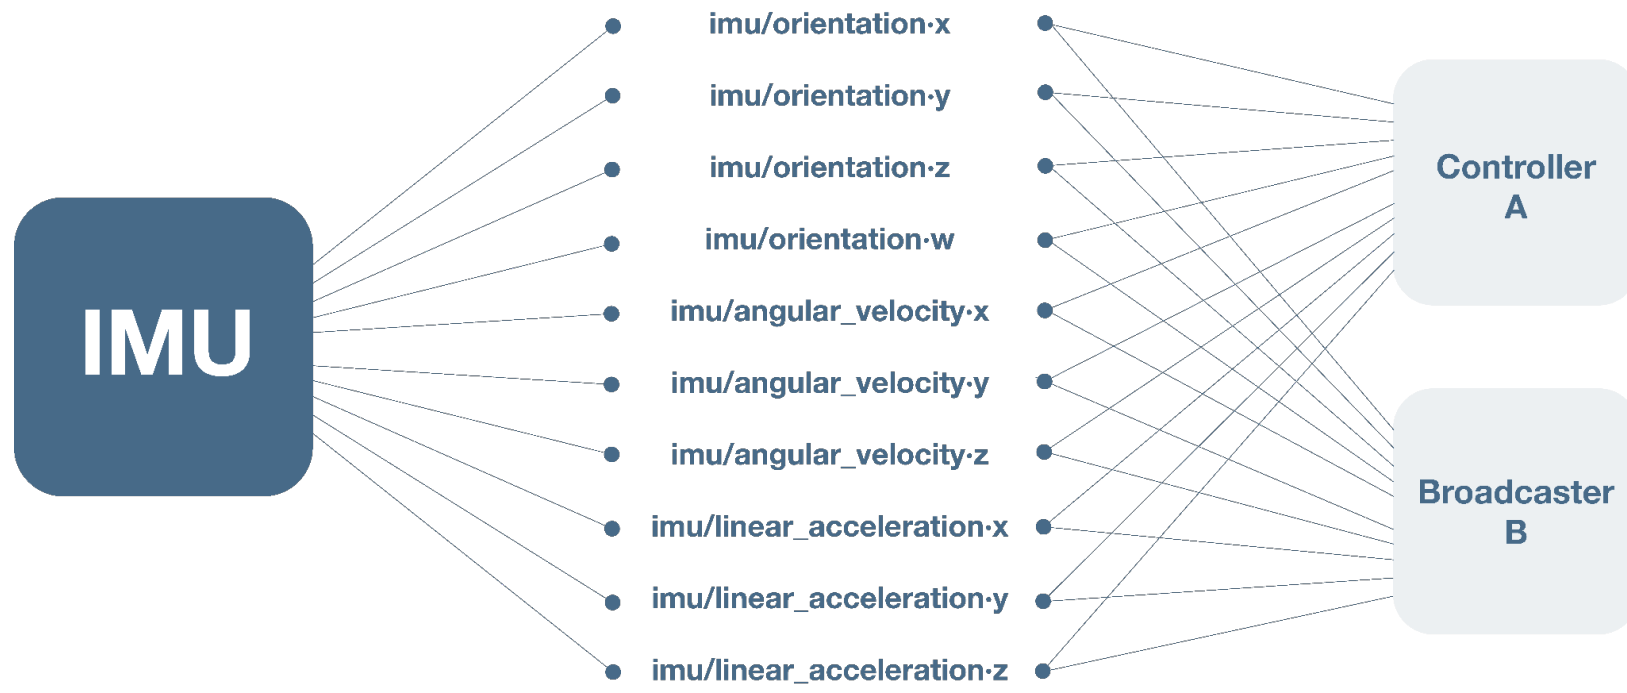 IMU
imu/orientation·x
imu/orientation·y
imu/orientation·z
imu/orientation·w
imu/angular_velocity·x
imu/angular_velocity·y
imu/angular_velocity·z
imu/linear_acceleration·x
imu/linear_acceleration·y
imu/linear_acceleration·z
Controller
A
Broadcaster
B